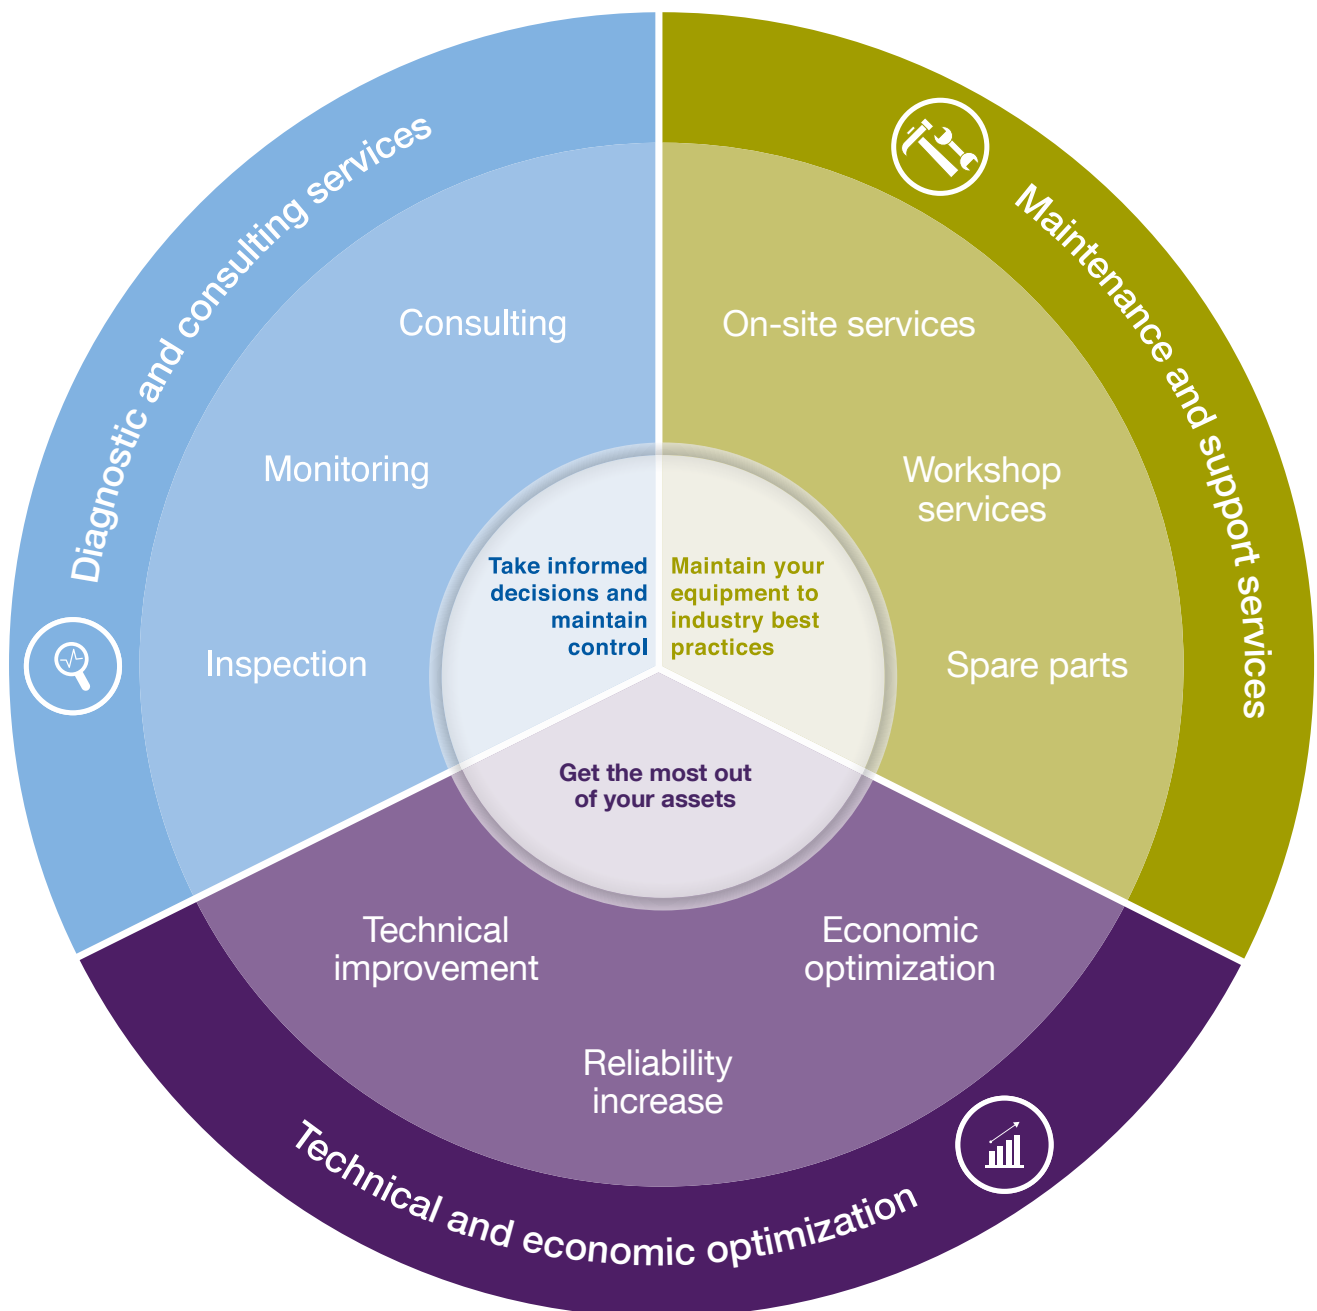 Diagnostic and consulting services
Consulting
Monitoring
Inspection
Take informed
decisions and
maintain
control
Maintenance and support services
On-site services
Workshop
services
Spare parts
Maintain your
equipment to
industry best
practices
Get the most out
of your assets
Technical
improvement
Economic
optimization
Reliability
increase
Technical and economic optimization